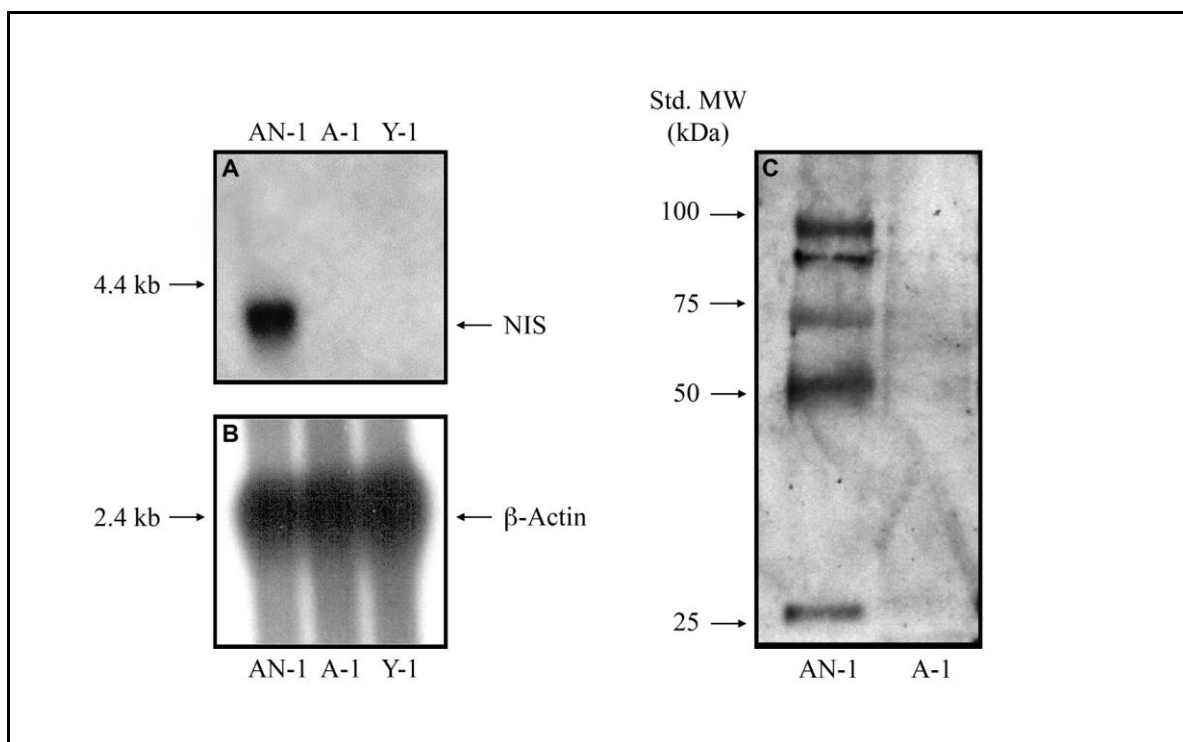 AN-1 A-1 Y-1
A
4.4 kb →
← NIS
B
2.4 kb →
← β-Actin
AN-1 A-1 Y-1
Std. MW
(kDa)
C
100 →
75 →
50 →
25 →
AN-1 A-1